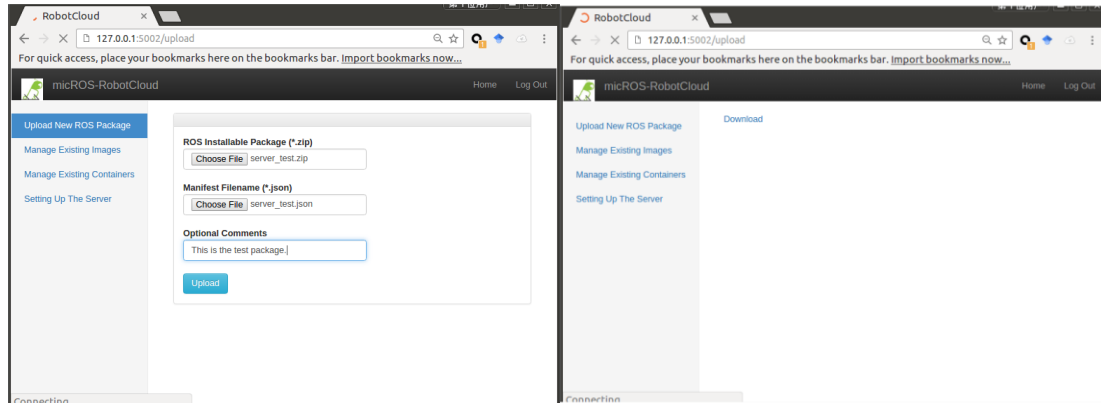 RobotCloud
127.0.0.1:5002/upload
For quick access, place your bookmarks here on the bookmarks bar. Import bookmarks now...
micROS-RobotCloud
Home
Log Out
Upload New ROS Package
Manage Existing Images
Manage Existing Containers
Setting Up The Server
ROS Installable Package (*.zip)
Choose File server_test.zip
Manifest Filename (*.json)
Choose File server_test.json
Optional Comments
This is the test package.
Upload
Connecting
RobotCloud
127.0.0.1:5002/upload
For quick access, place your bookmarks here on the bookmarks bar. Import bookmarks now...
micROS-RobotCloud
Home
Log Out
Upload New ROS Package
Manage Existing Images
Manage Existing Containers
Setting Up The Server
Download
Connecting